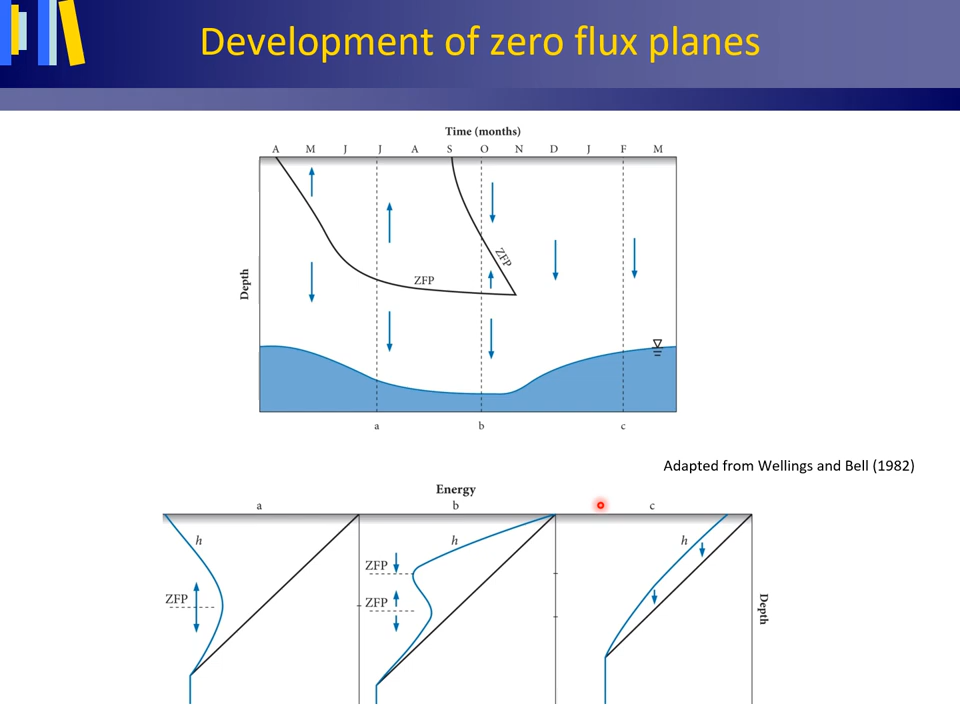 Development of zero flux planes
Time (months)
A M J J A S O N D J F M
Depth
ZFP
ZFP
a b c
Adapted from Wellings and Bell (1982)
Energy
a b c
h h h
ZFP
ZFP
ZFP
Depth